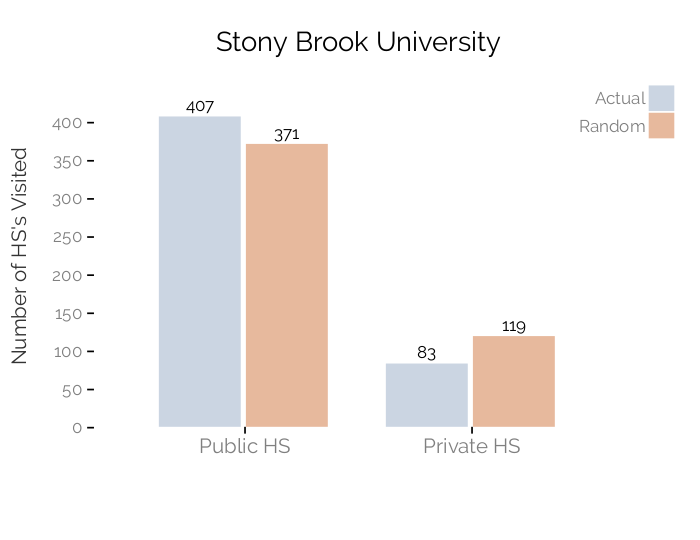 Stony Brook University
Actual
Random
Number of HS's Visited
400
350
300
250
200
150
100
50
0
407
371
83
119
Public HS
Private HS